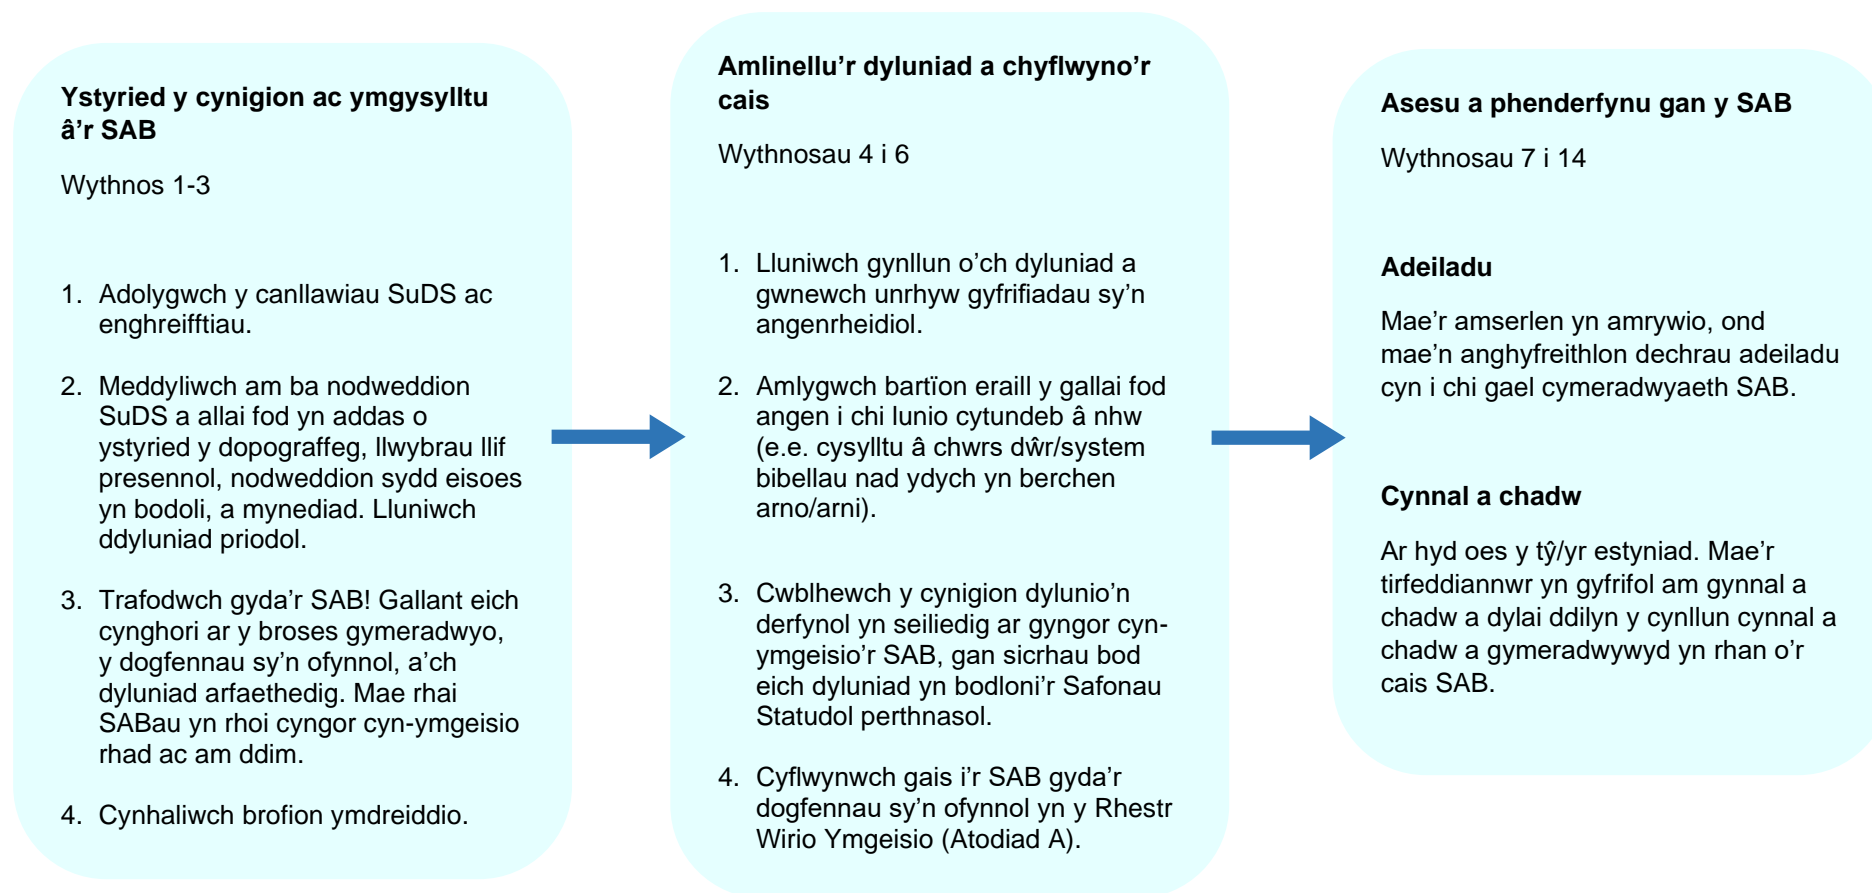 Ystyried y cynigion ac ymgysylltu
â’r SAB
Wythnos 1-3
1. Adolygwch y canllawiau SuDS ac
enghreifftiau.
2. Meddyliwch am ba nodweddion
SuDS a allai fod yn addas o
ystyried y dopograffeg, llwybrau llif
presennol, nodweddion sydd eisoes
yn bodoli, a mynediad. Lluniwch
ddyluniad priodol.
3. Trafodwch gyda’r SAB! Gallant eich
cynghori ar y broses gymeradwyo,
y dogfennau sy’n ofynnol, a’ch
dyluniad arfaethedig. Mae rhai
SABau yn rhoi cyngor cyn-ymgeisio
rhad ac am ddim.
4. Cynhaliwch brofion ymdreiddio.
Amlinellu’r dyluniad a chyflwyno’r
cais
Wythnosau 4 i 6
1. Lluniwch gynllun o’ch dyluniad a
gwnewch unrhyw gyfrifiadau sy’n
angenrheidiol.
2. Amlygwch bartïon eraill y gallai fod
angen i chi lunio cytundeb â nhw
(e.e. cysylltu â chwrs dŵr/system
bibellau nad ydych yn berchen
arno/arni).
3. Cwblhewch y cynigion dylunio’n
derfynol yn seiliedig ar gyngor cyn-
ymgeisio’r SAB, gan sicrhau bod
eich dyluniad yn bodloni’r Safonau
Statudol perthnasol.
4. Cyflwynwch gais i’r SAB gyda’r
dogfennau sy’n ofynnol yn y Rhestr
Wirio Ymgeisio (Atodiad A).
Asesu a phenderfynu gan y SAB
Wythnosau 7 i 14
Adeiladu
Mae’r amserlen yn amrywio, ond
mae’n anghyfreithlon dechrau adeiladu
cyn i chi gael cymeradwyaeth SAB.
Cynnal a chadw
Ar hyd oes y tŷ/yr estyniad. Mae’r
tirfeddiannwr yn gyfrifol am gynnal a
chadw a dylai ddilyn y cynllun cynnal a
chadw a gymeradwywyd yn rhan o’r
cais SAB.